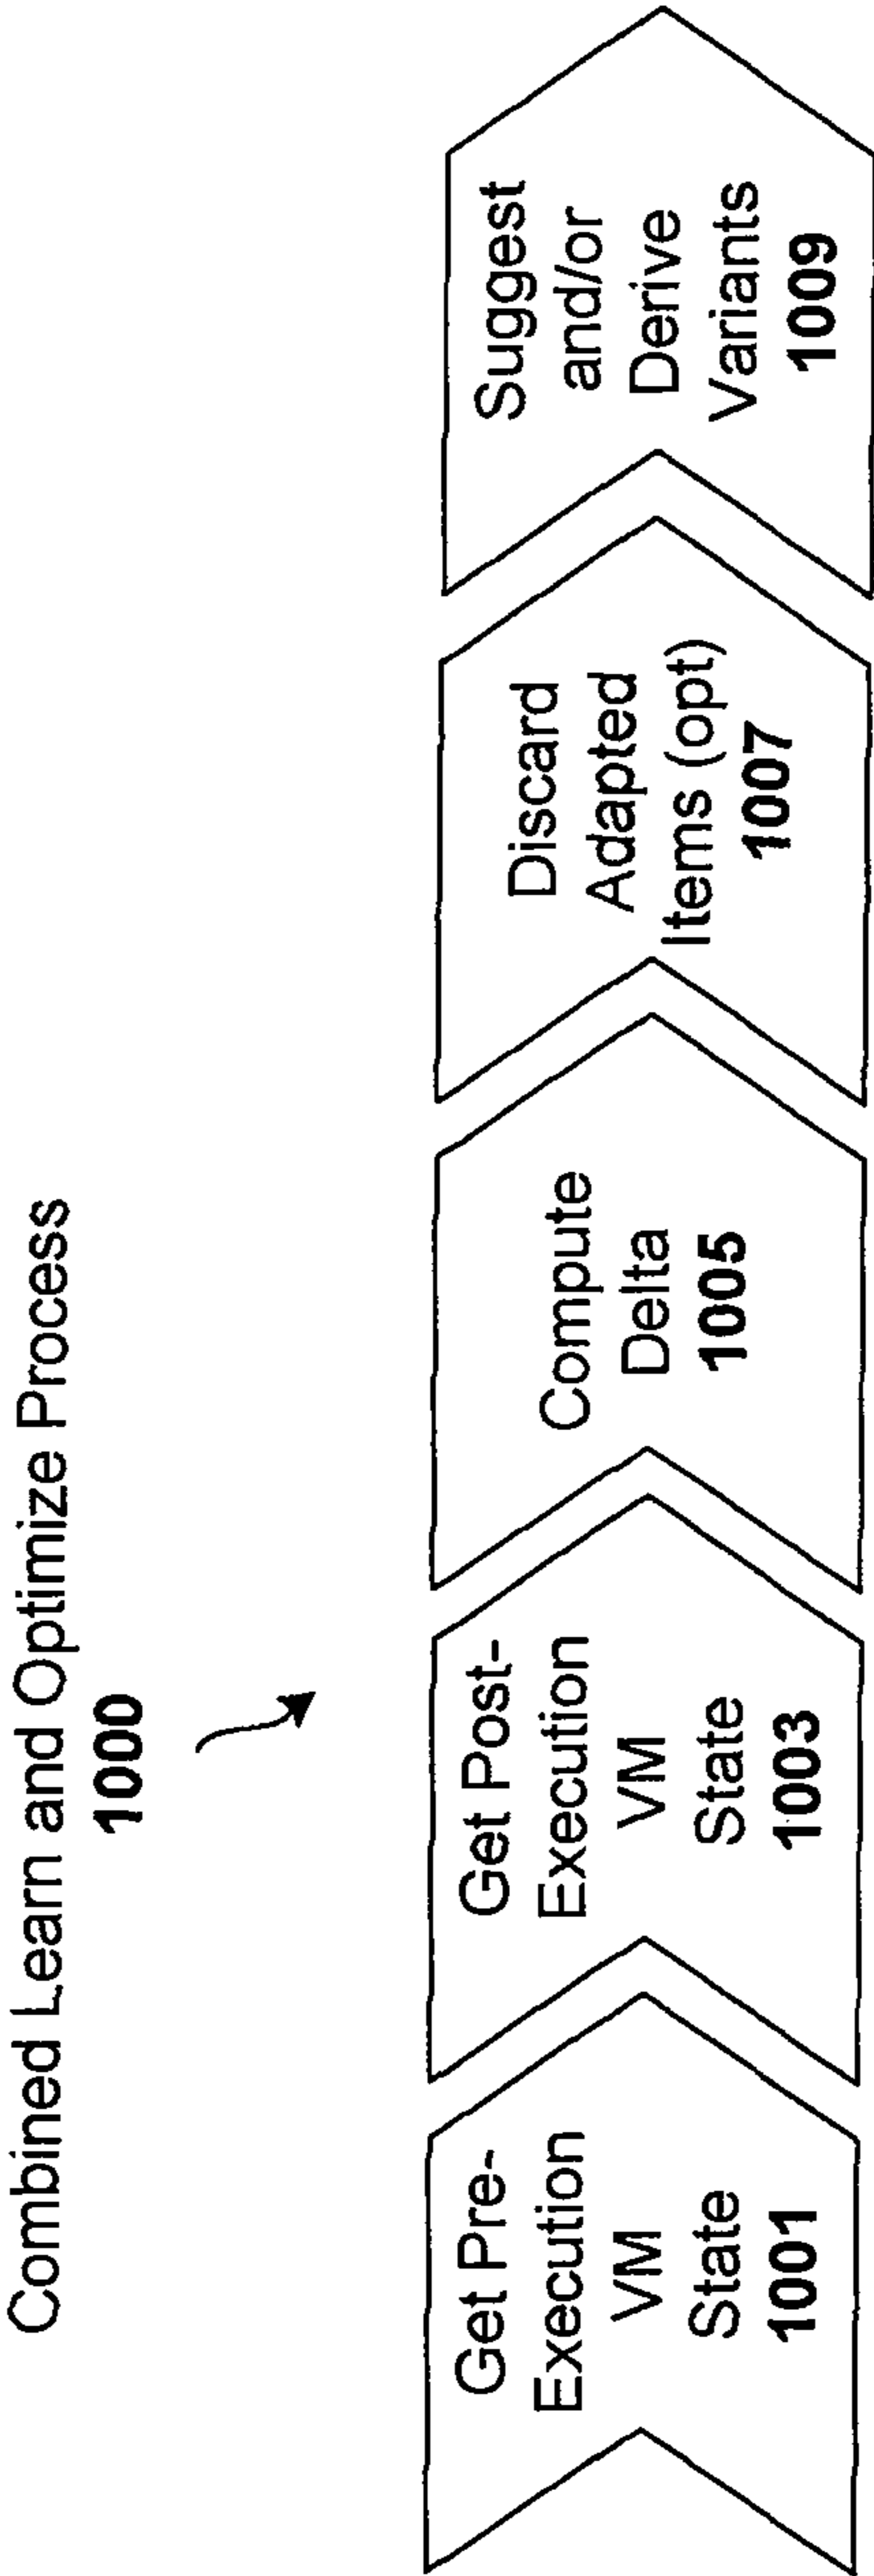 Combined Learn and Optimize Process
1000
Get Pre-
Execution
VM
State
1001
Get Post-
Execution
VM
State
1003
Compute
Delta
1005
Discard
Adapted
Items (opt)
1007
Suggest
and/or
Derive
Variants
1009